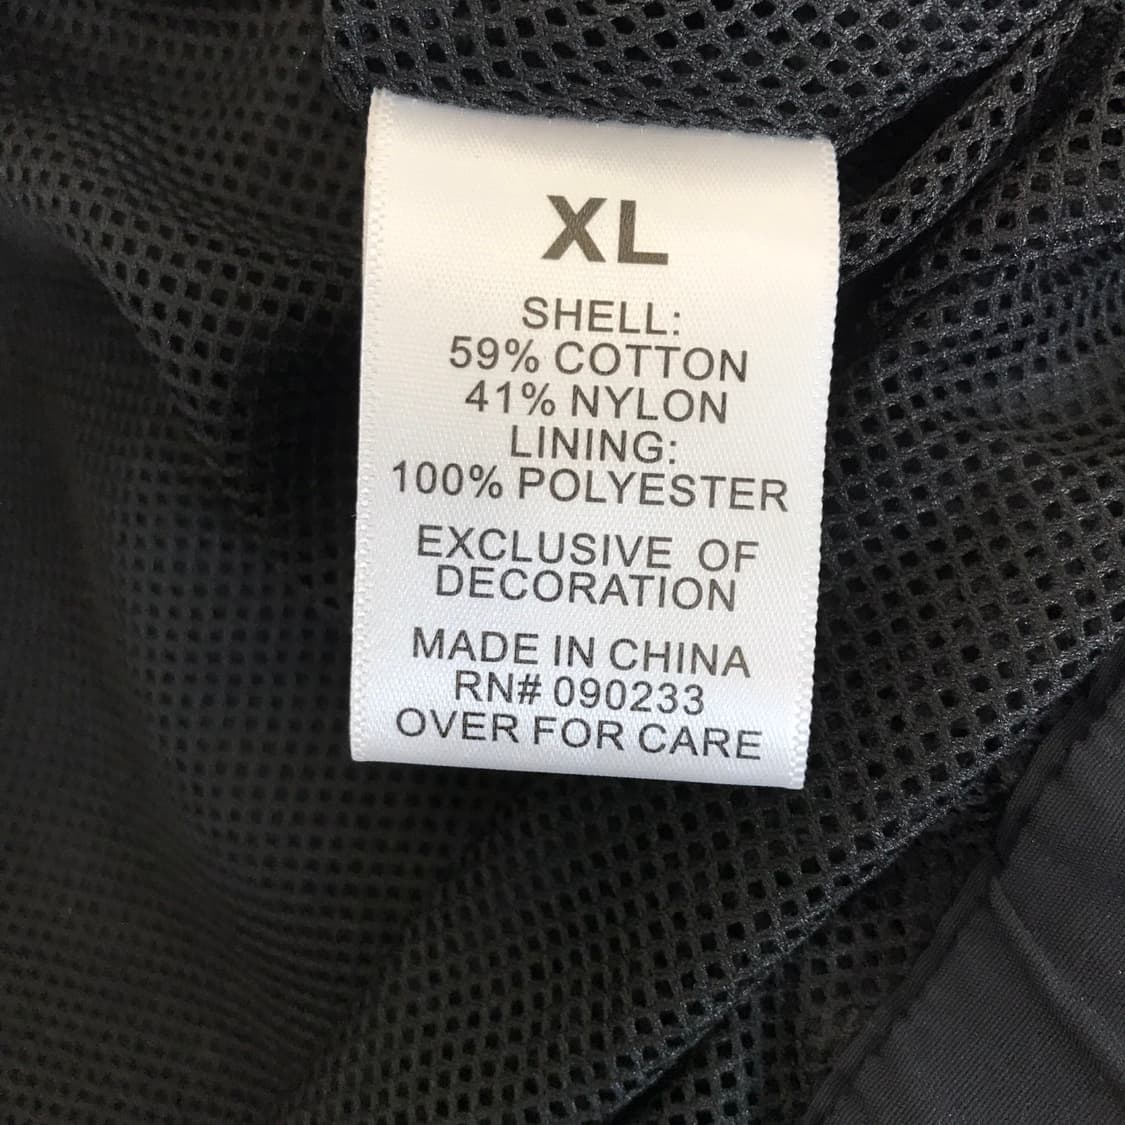 XL
SHELL:
59% COTTON
41% NYLON
LINING:
100% POLYESTER
EXCLUSIVE OF
DECORATION
MADE IN CHINA
RN# 090233
OVER FOR CARE